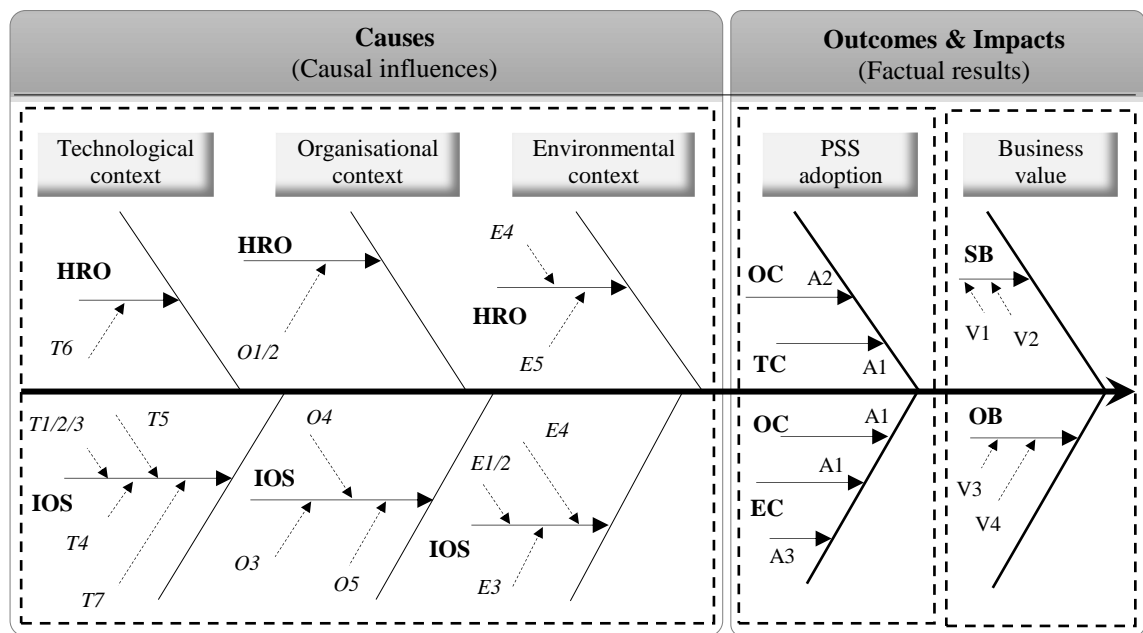 Causes
(Causal influences)
Outcomes & Impacts
(Factual results)
Technological
context
Organisational
context
Environmental
context
PSS
adoption
Business
value
HRO
T6
HRO
O1/2
E4
HRO
E5
OC
A2
TC
A1
SB
V1
V2
T1/2/3
T5
IOS
T4
T7
O4
IOS
O3
O5
E4
E1/2
IOS
E3
OC
A1
A1
EC
A3
OB
V3
V4